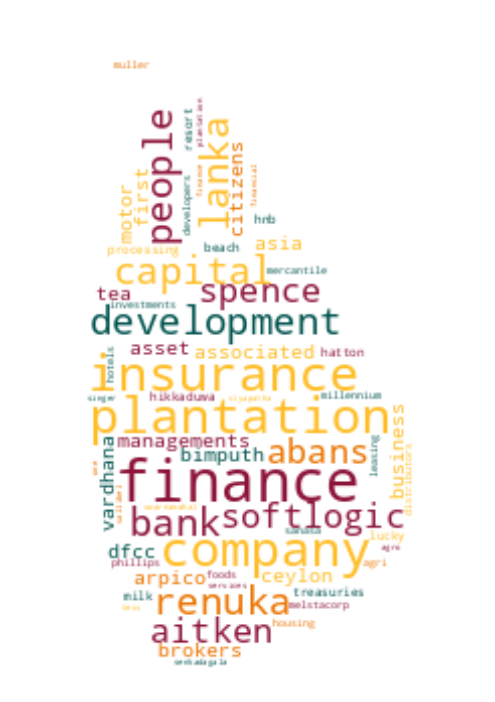 muller
people
resort
plantation
lanka
citizens
motor
first
developers
finance
financial
hnb
processing
beach
asia
capital
mercantile
tea
spence
investments
development
asset
associated
hatton
hotels
insurance
singer
hikkaduwa
siyapatha
millennium
plantation
managements
bimputh
abans
leasing
business
distributors
vardhana
finance
bank
softlogic
sanasa
lucky
dfcc
company
agro
phillips
agri
arpico
foods
services
ceylon
milk
treasuries
renuka
melstacorp
aitken
housing
brokers
senkadagala